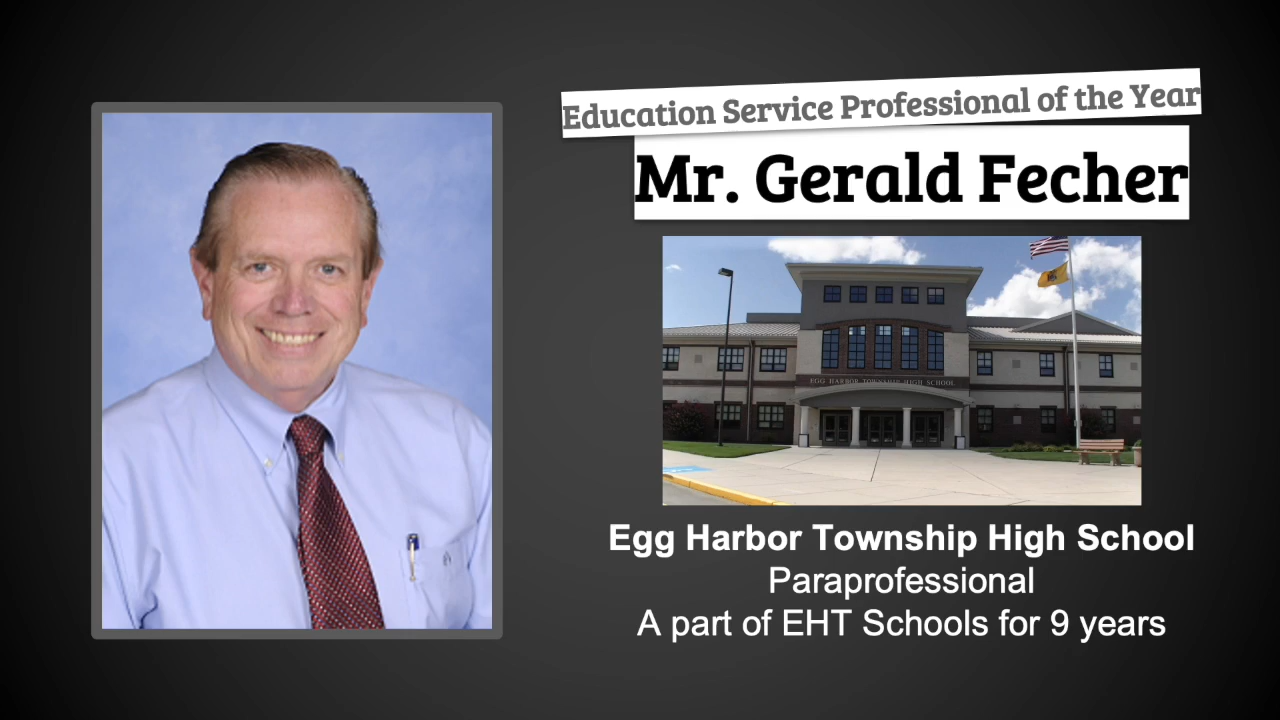 Education Service Professional of the Year
Mr. Gerald Fecher
EGG HARBOR TOWNSHIP HIGH SCHOOL
Egg Harbor Township High School
Paraprofessional
A part of EHT Schools for 9 years